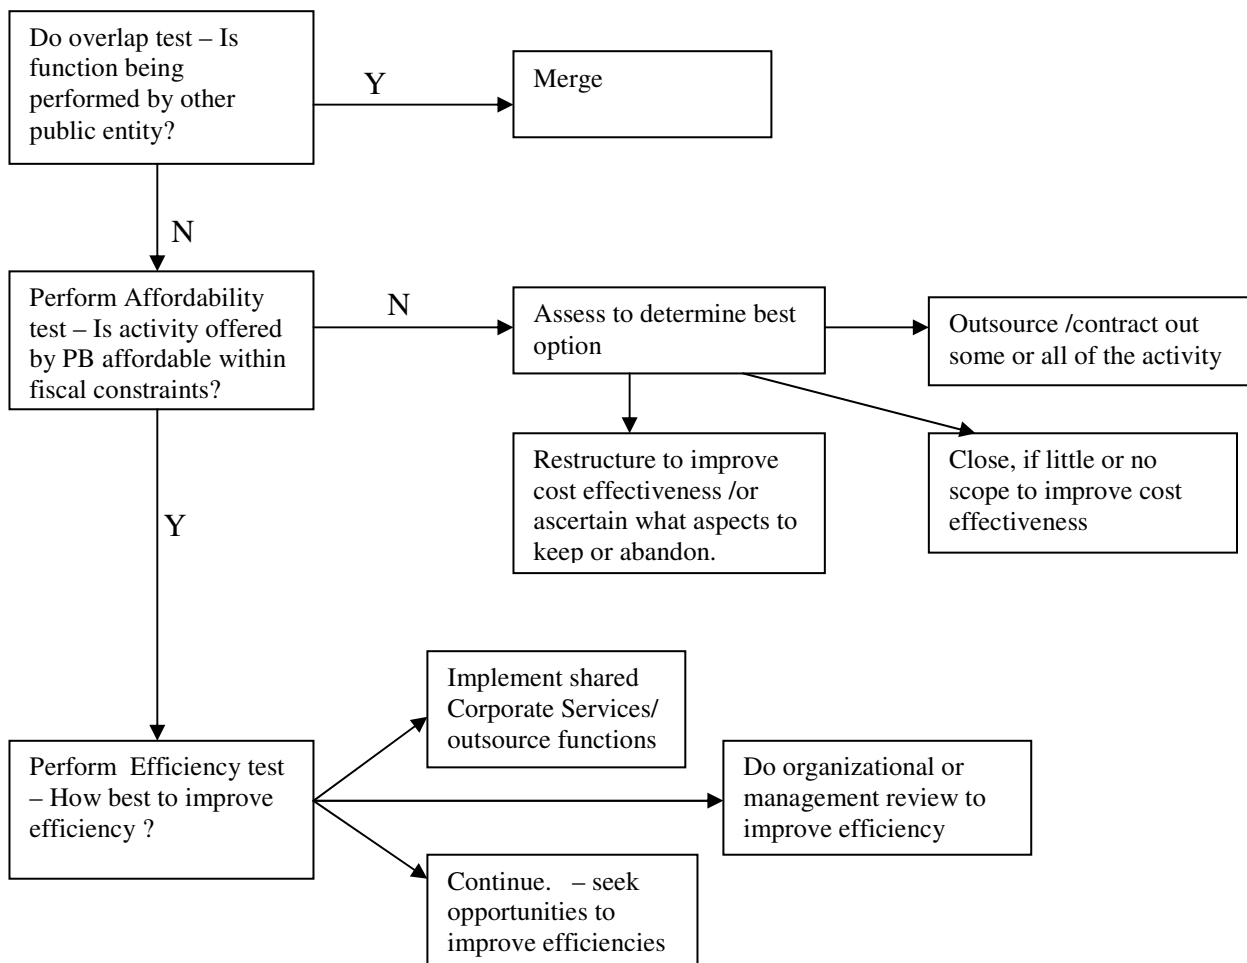 Do overlap test – Is
function being
performed by other
public entity?
Y
Merge
N
Perform Affordability
test – Is activity offered
by PB affordable within
fiscal constraints?
N
Assess to determine best
option
Outsource /contract out
some or all of the activity
Restructure to improve
cost effectiveness /or
ascertain what aspects to
keep or abandon.
Close, if little or no
scope to improve cost
effectiveness
Y
Implement shared
Corporate Services/
outsource functions
Perform  Efficiency test
– How best to improve
efficiency ?
Do organizational or
management review to
improve efficiency
Continue.   – seek
opportunities to
improve efficiencies